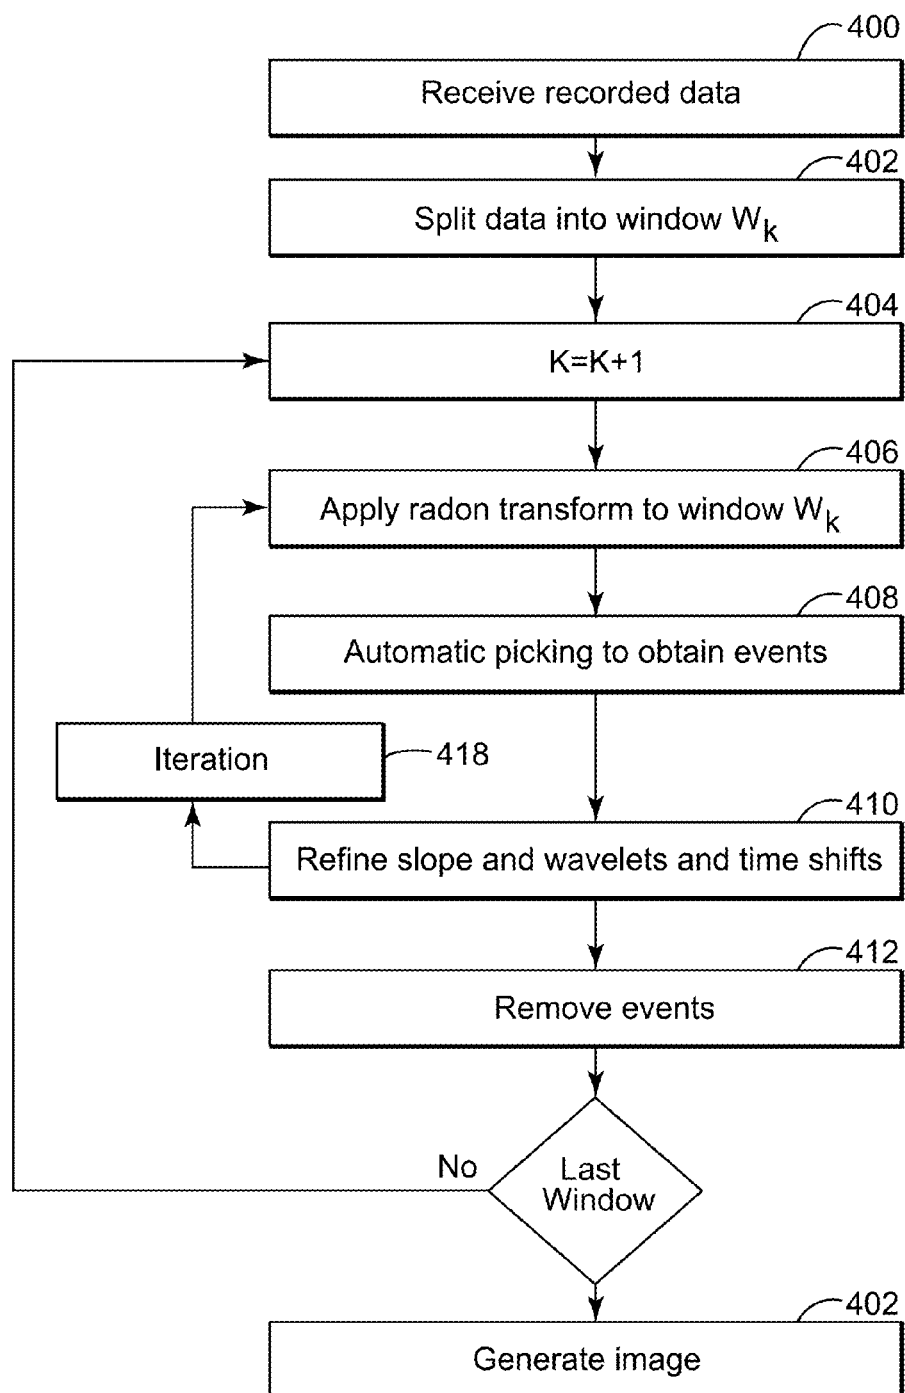 400
Receive recorded data
402
Split data into window Wk
404
K=K+1
406
Apply radon transform to window Wk
408
Automatic picking to obtain events
Iteration
418
410
Refine slope and wavelets and time shifts
412
Remove events
No
Last
Window
402
Generate image